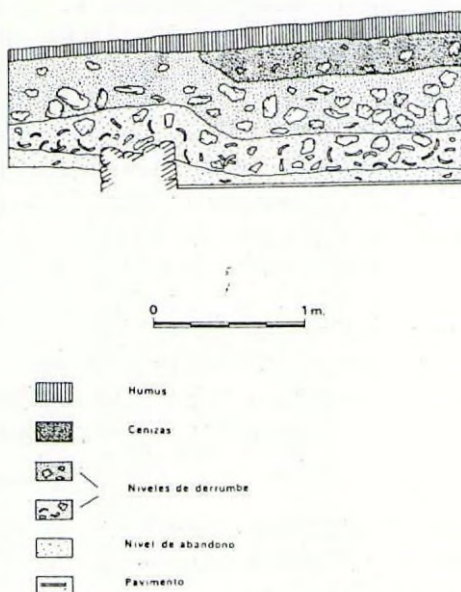 0 1 m.
Humus
Cenizas
Niveles de derrumbe
Nivel de abandono
Pavimento